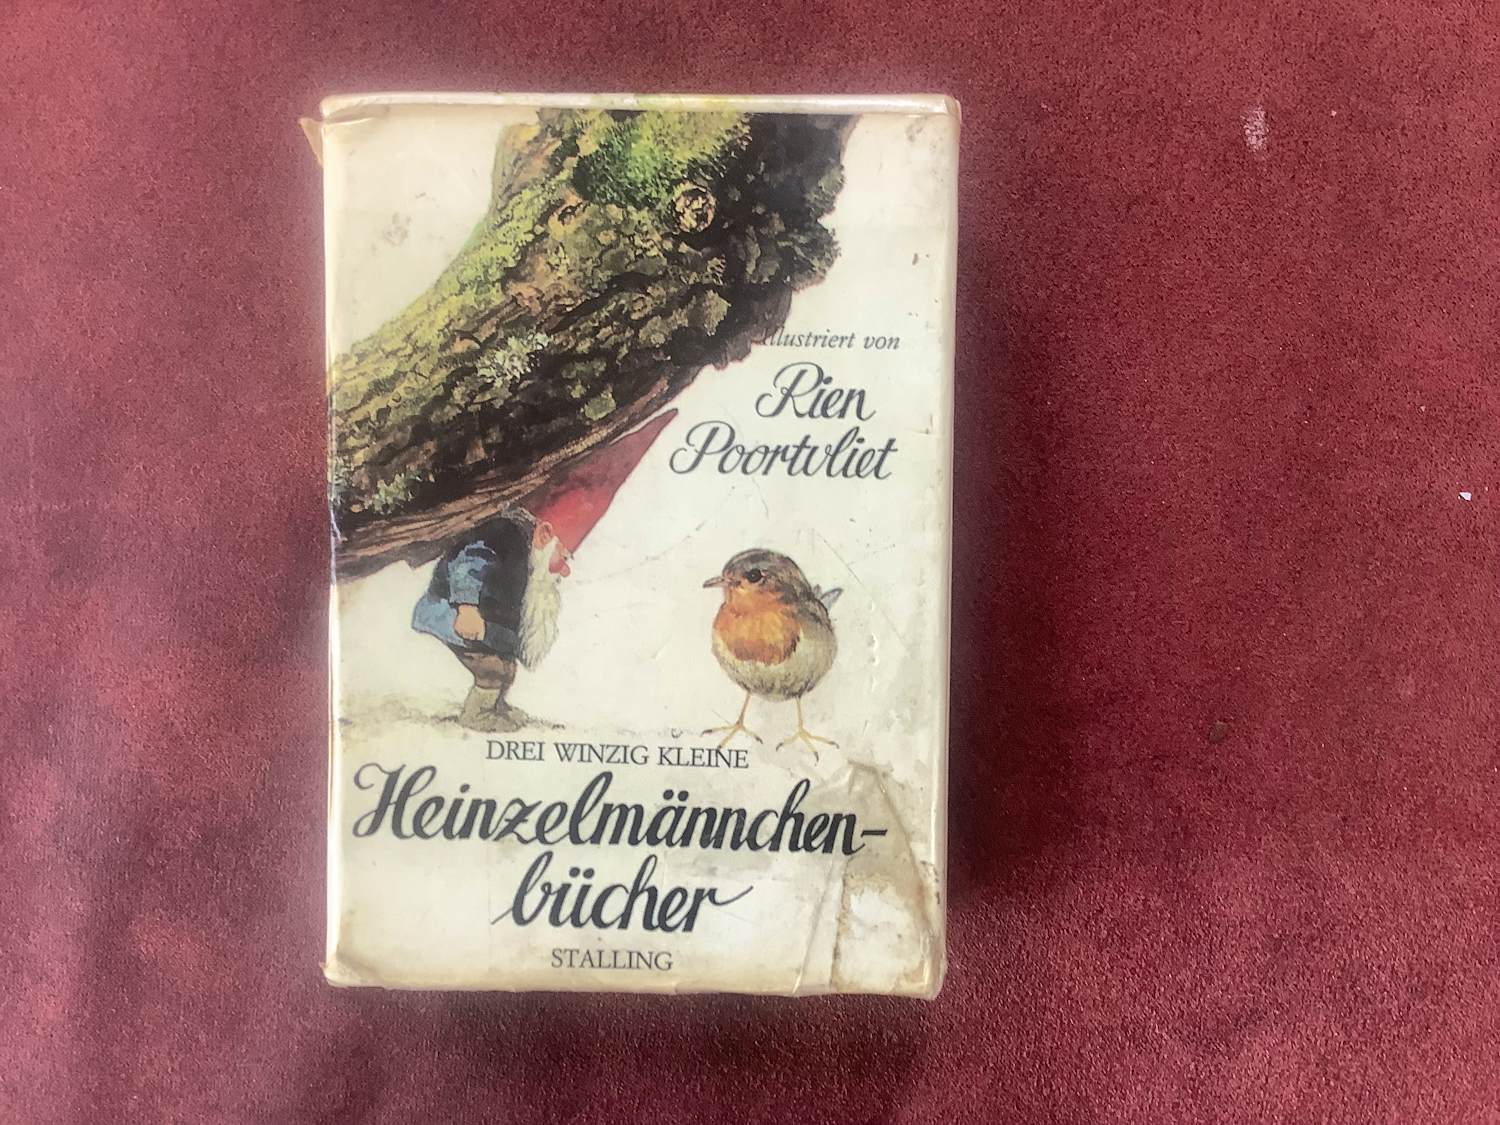 Illustriert von
Rien
Poortvliet
DREI WINZIG KLEINE
Heinzelmännchen-
bücher
STALLING